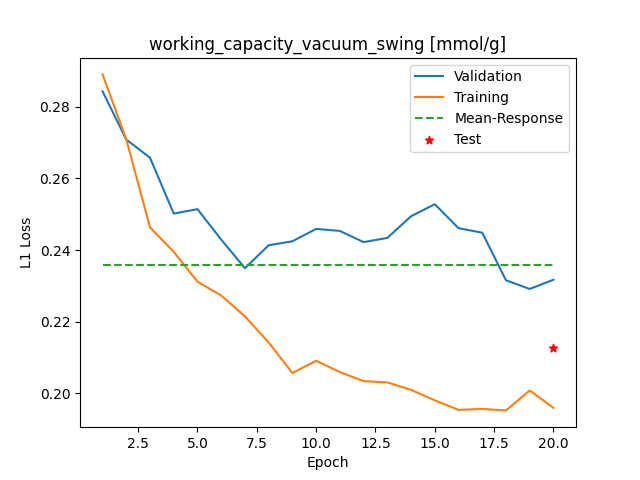 working_capacity_vacuum_swing [mmol/g]
Validation
Training
Mean-Response
Test
L1 Loss
0.28
0.26
0.24
0.22
0.20
2.5 5.0 7.5 10.0 12.5 15.0 17.5 20.0
Epoch